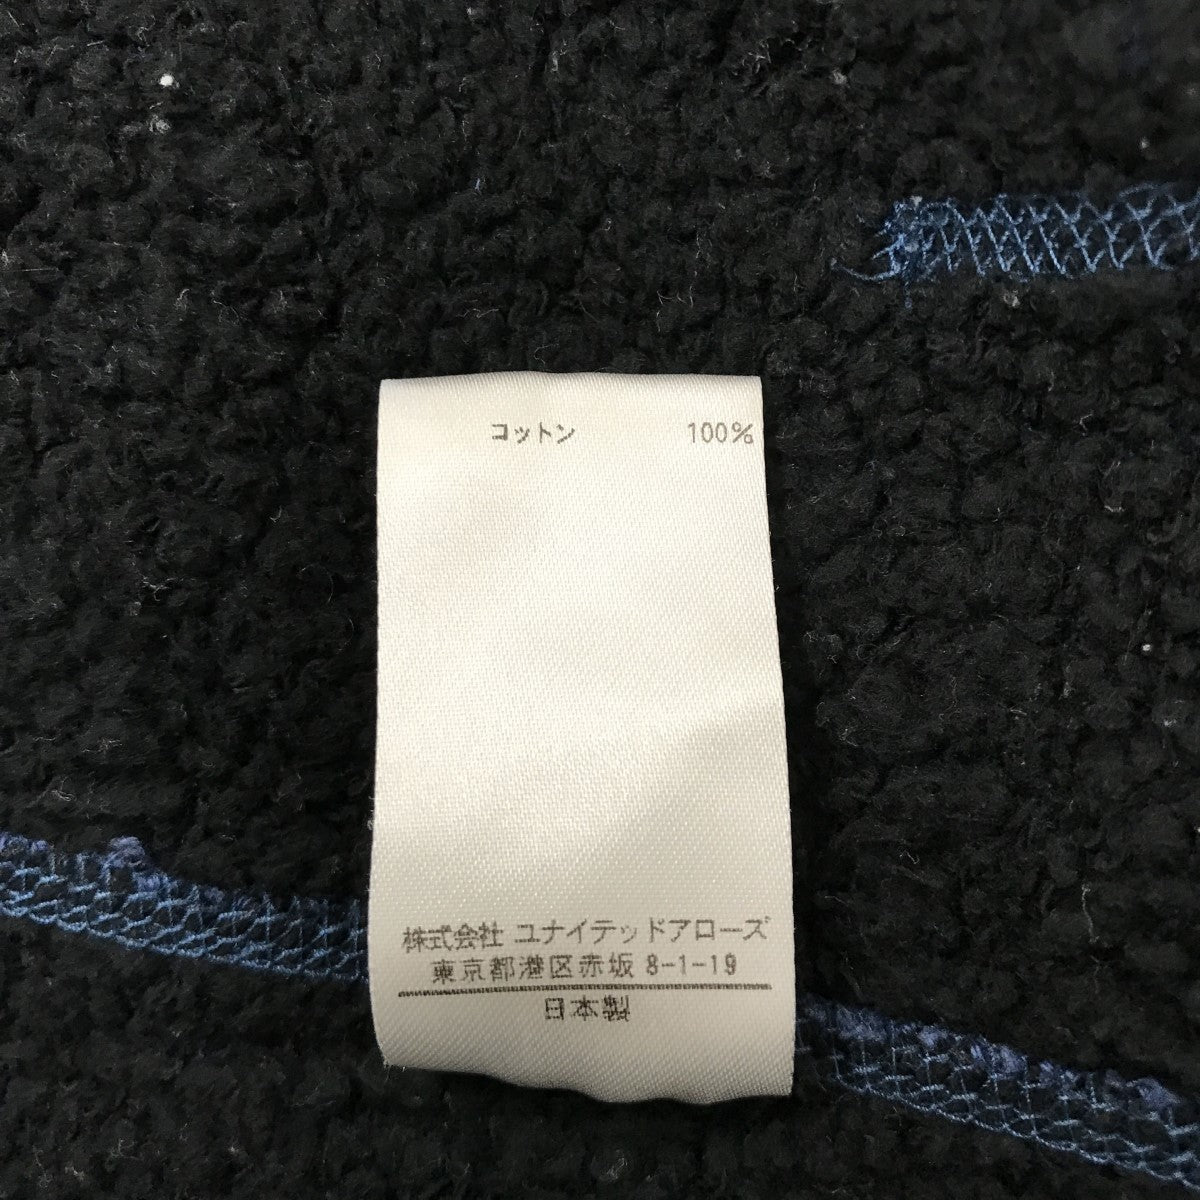 コットン 100%
株式会社 ユナイテッドアローズ
東京都港区赤坂 8-1-19
日本製